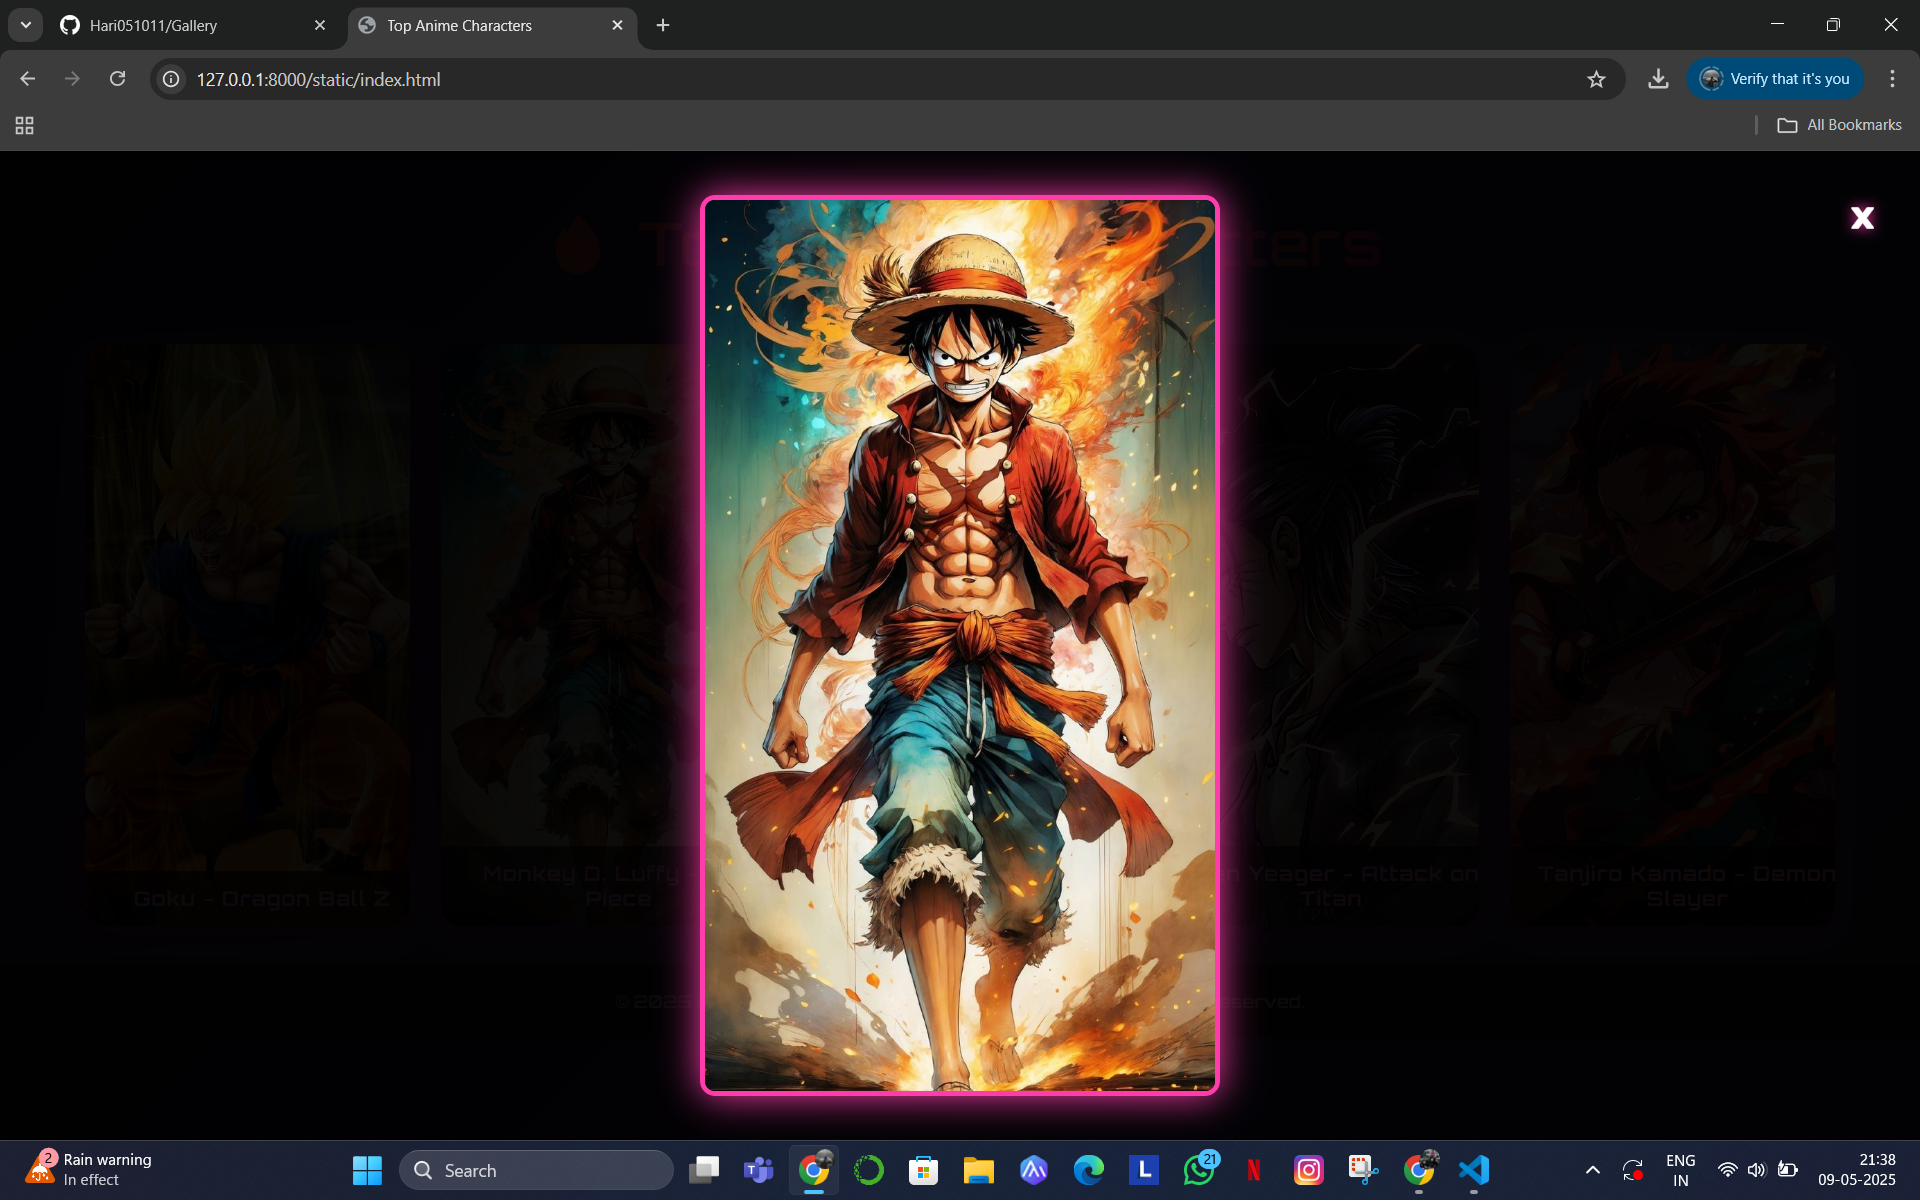 Hari051011/Gallery
Top Anime Characters
127.0.0.1:8000/static/index.html
Verify that it's you
All Bookmarks
X
Goku - Dragon Ball Z
Monkey D. Luffy -
Piece
Yeager - Attack on
Titan
Tanjiro Kamado - Demon
Slayer
© 2025
2
Rain warning
In effect
Search
T
L
21
N
ENG
IN
21:38
09-05-2025